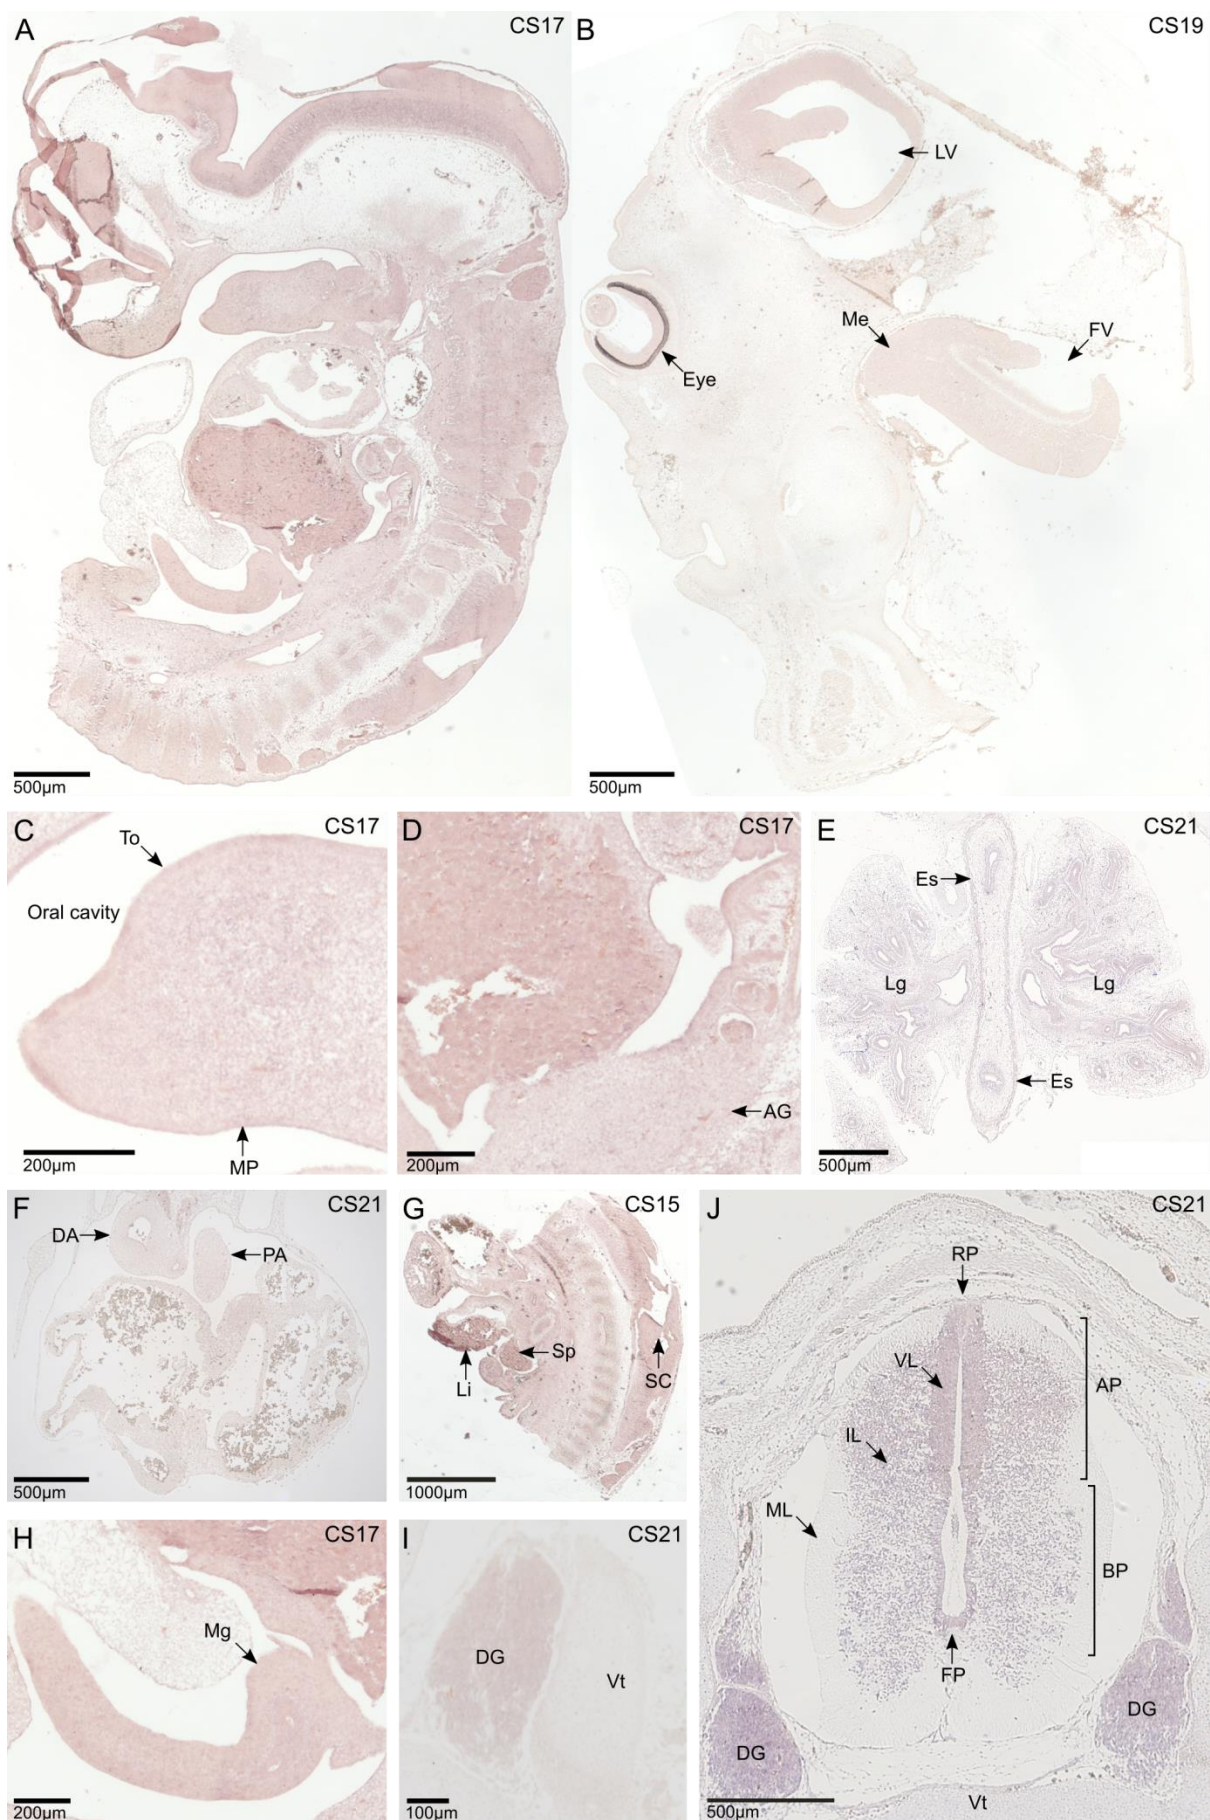 A
CS17
500µm
B
CS19
LV
Me
FV
Eye
500µm
C
CS17
To
Oral cavity
MP
200µm
D
CS17
AG
200µm
E
CS21
Es
Lg
Lg
Es
500µm
F
CS21
DA
PA
500µm
G
CS15
Sp
Li
SC
1000µm
H
CS17
Mg
200µm
I
CS21
DG
Vt
100µm
J
CS21
RP
VL
AP
IL
ML
BP
FP
DG
DG
Vt
500µm